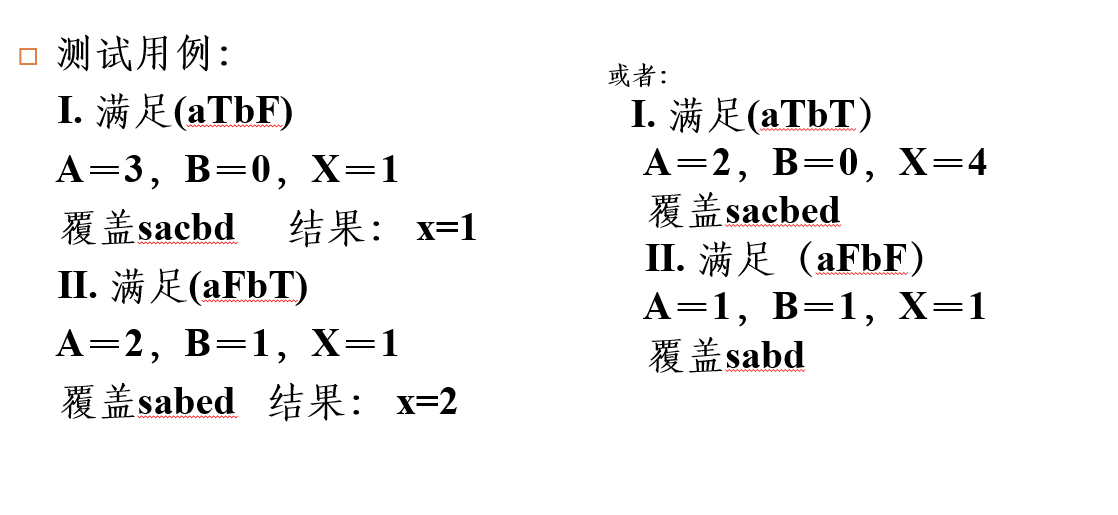 测试用例：
I. 满足(aTbF)
A＝3，B＝0，X＝1
覆盖sacbd 结果： x=1
II. 满足(aFbT)
A＝2，B＝1，X＝1
覆盖sabed 结果： x=2
或者：
I. 满足(aTbT）
A＝2，B＝0，X＝4
覆盖sacbed
II. 满足（aFbF）
A＝1，B＝1，X＝1
覆盖sabd